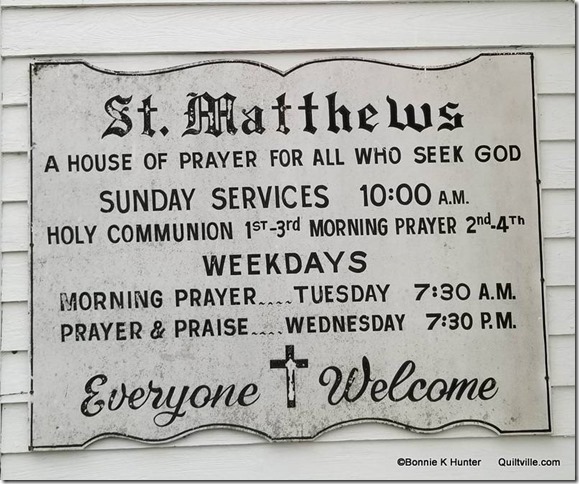 St. Matthews
A HOUSE OF PRAYER FOR ALL WHO SEEK GOD
SUNDAY SERVICES 10:00 A.M.
HOLY COMMUNION 1ST-3rd MORNING PRAYER 2nd-4Th
WEEKDAYS
MORNING PRAYER....TUESDAY 7:30 A.M.
PRAYER & PRAISE....WEDNESDAY 7:30 P.M.
Everyone Welcome
©Bonnie K Hunter Quiltville.com